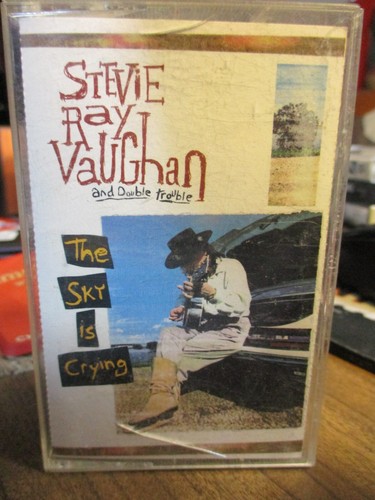 STEVIE
Ray
Vaughan
and Double Trouble
The
SKY
is
Crying